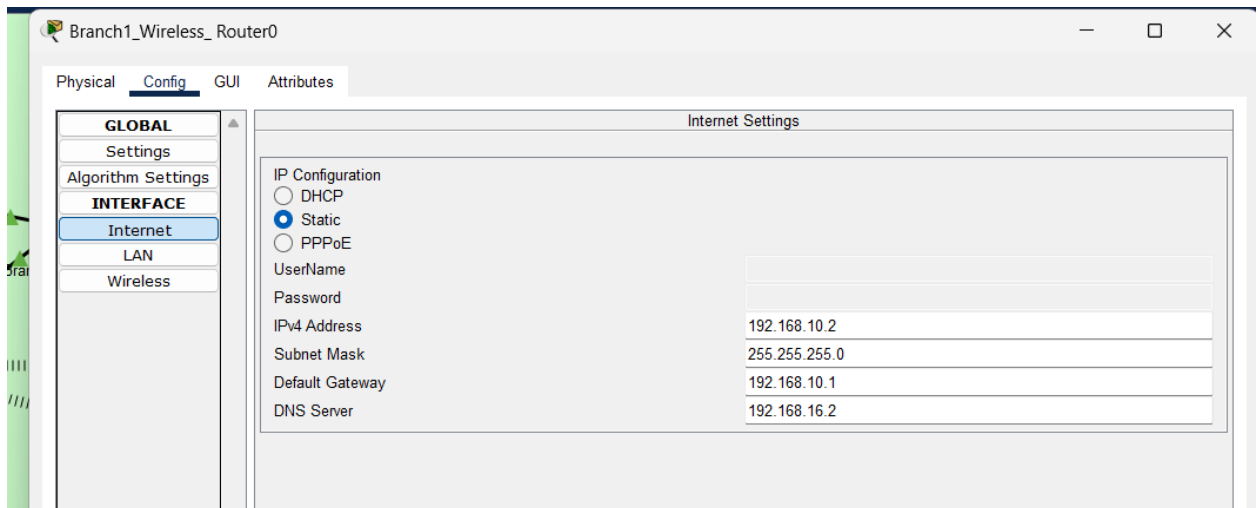 Branch1_Wireless_ Router0
Physical Config GUI Attributes
GLOBAL
Settings
Algorithm Settings
INTERFACE
Internet
LAN
Wireless
Internet Settings
IP Configuration
DHCP
Static
PPPoE
UserName
Password
IPv4 Address 192.168.10.2
Subnet Mask 255.255.255.0
Default Gateway 192.168.10.1
DNS Server 192.168.16.2